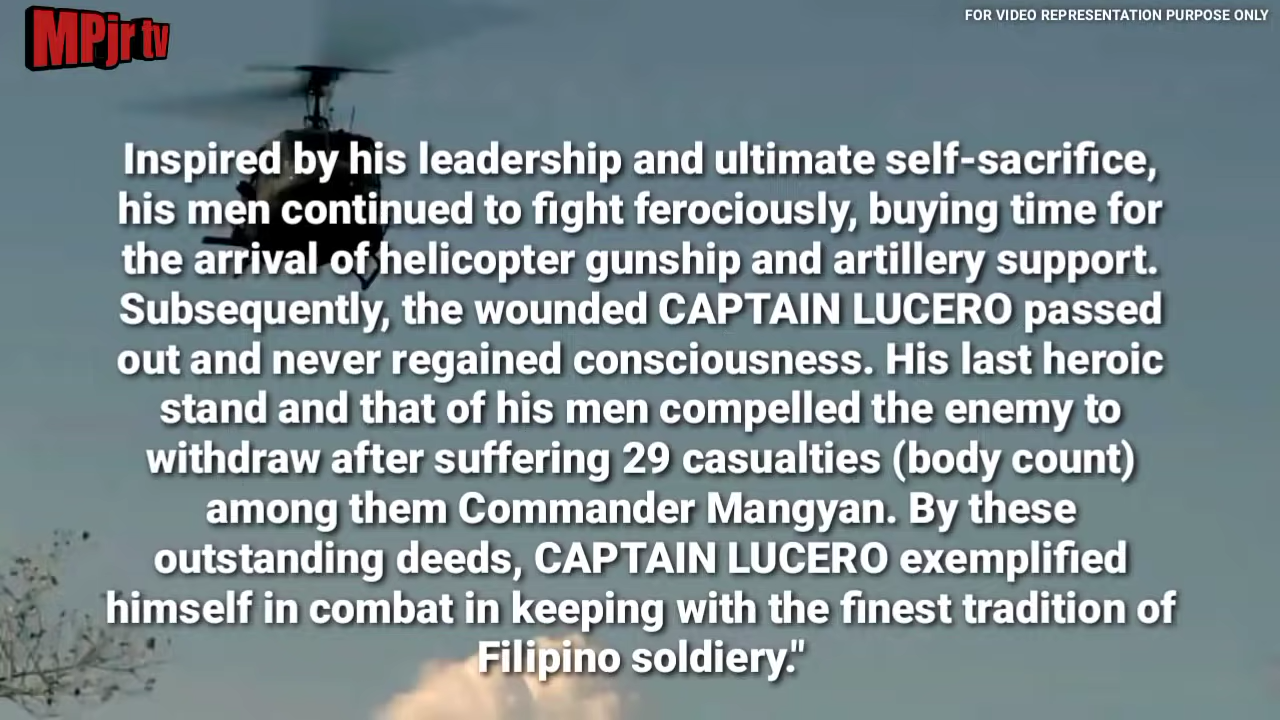 MPjr tv
FOR VIDEO REPRESENTATION PURPOSE ONLY
Inspired by his leadership and ultimate self-sacrifice,
his men continued to fight ferociously, buying time for
the arrival of helicopter gunship and artillery support.
Subsequently, the wounded CAPTAIN LUCERO passed
out and never regained consciousness. His last heroic
stand and that of his men compelled the enemy to
withdraw after suffering 29 casualties (body count)
among them Commander Mangyan. By these
outstanding deeds, CAPTAIN LUCERO exemplified
himself in combat in keeping with the finest tradition of
Filipino soldiery."